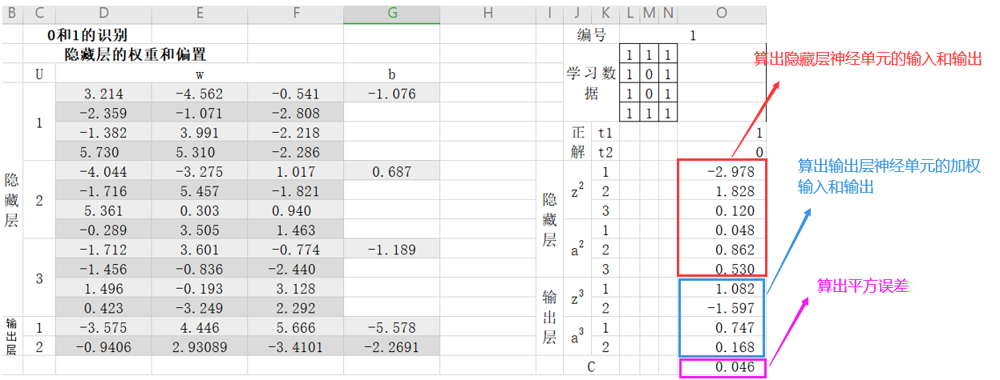 B C D E F G H I J K L M N O
0和1的识别 编号 1
隐藏层的权重和偏置 1 1 1
U w b 学习数据 1 0 1
3.214 -4.562 -0.541 -1.076 1 0 1
-2.359 -1.071 -2.808 1 1 1
1 -1.382 3.991 -2.218 正解 t1 1
5.730 5.310 -2.286 t2 0
隐藏层 2 -4.044 -3.275 1.017 0.687 隐藏层 z² 1 -2.978
-1.716 5.457 -1.821 2 1.828
5.361 0.303 0.940 3 0.120
-0.289 3.505 1.463 a² 1 0.048
3 -1.712 3.601 -0.774 -1.189 2 0.862
-1.456 -0.836 -2.440 3 0.530
1.496 -0.193 3.128 输出层 z³ 1 1.082
0.423 -3.249 2.292 2 -1.597
输出层 1 -3.575 4.446 5.666 -5.578 a³ 1 0.747
2 -0.9406 2.93089 -3.4101 -2.2691 2 0.168
C 0.046
算出隐藏层神经单元的输入和输出
算出输出层神经单元的加权
输入和输出
算出平方误差